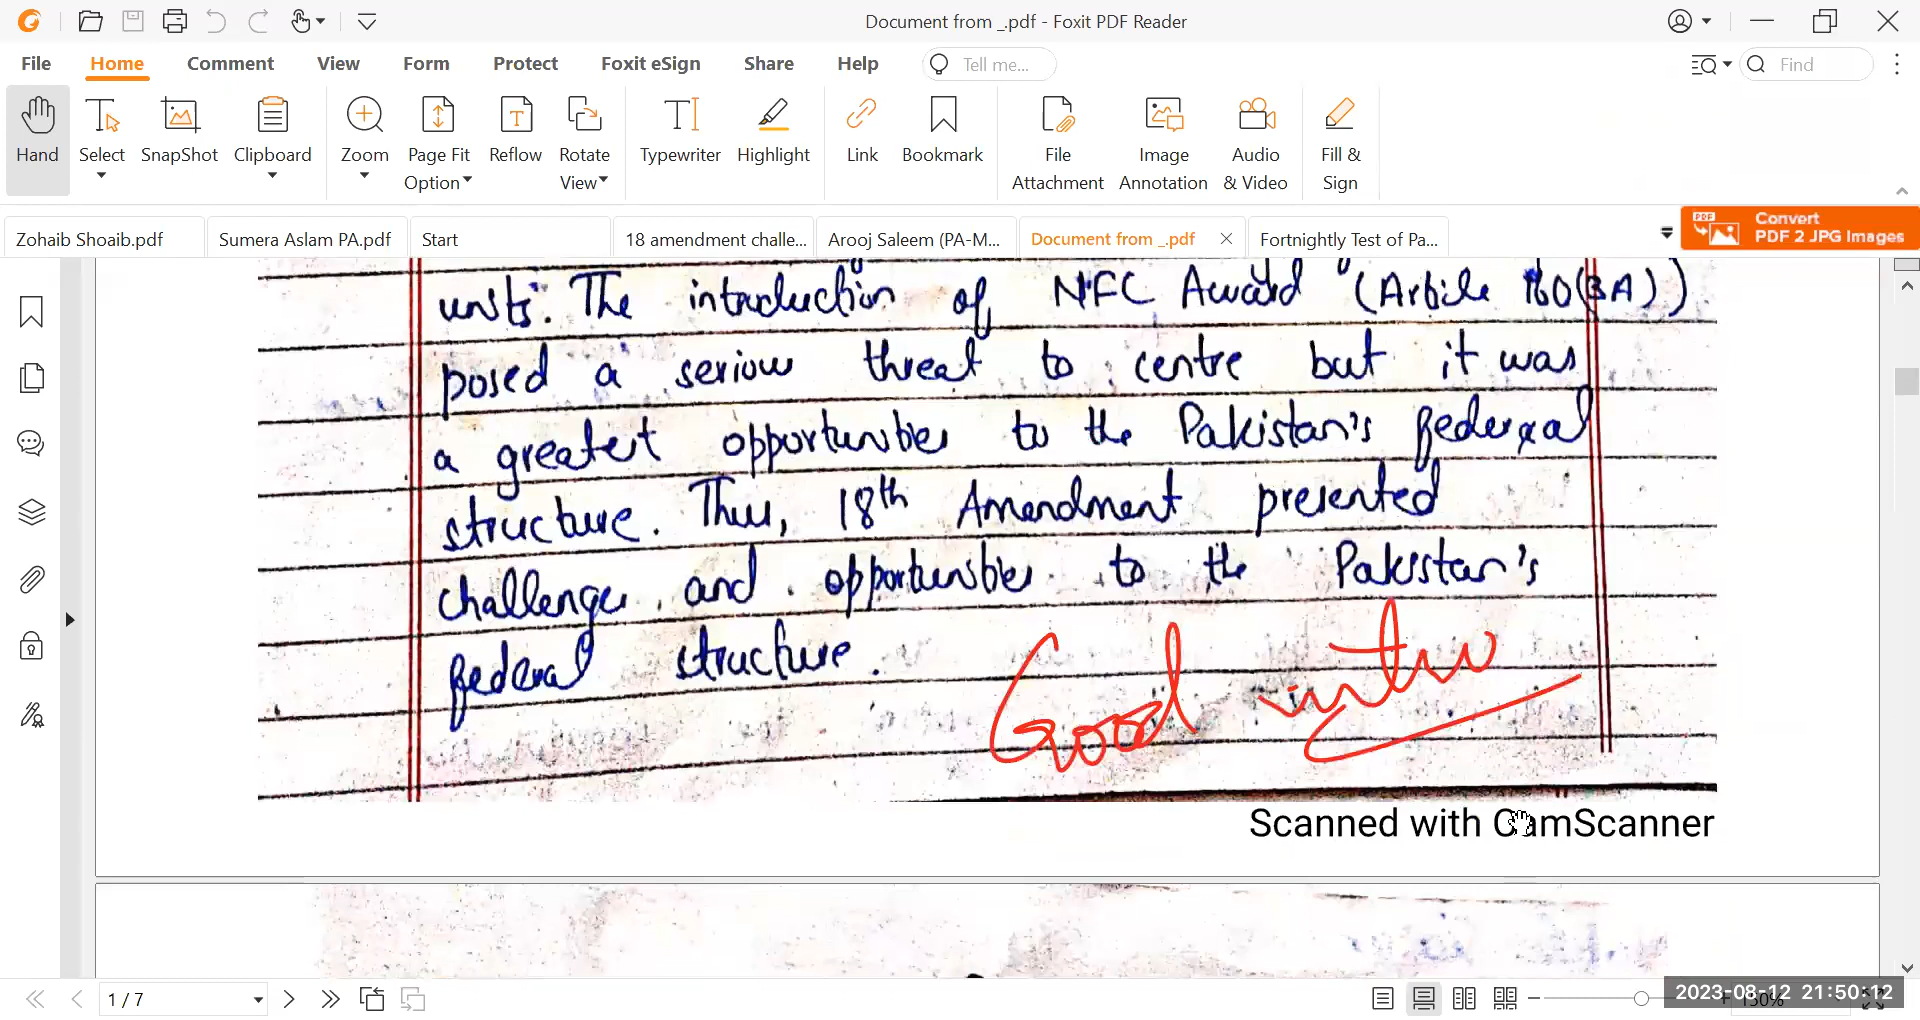 Document from _.pdf - Foxit PDF Reader
File Home Comment View Form Protect Foxit eSign Share Help Tell me... Find
Hand Select SnapShot Clipboard Zoom Page Fit Option Reflow Rotate View Typewriter Highlight Link Bookmark File Attachment Image Annotation Audio & Video Fill & Sign
Zohaib Shoaib.pdf Sumera Aslam PA.pdf Start 18 amendment challe... Arooj Saleem (PA-M... Document from _.pdf Fortnightly Test of Pa...
PDF Convert
PDF 2 JPG Images
units. The introduction of NFC Award (Article 160(3A))
posed a serious threat to centre but it was
a greatest opportunities to the Pakistan's federal
structure. Thus, 18th Amendment presented
challenges and opportunities to the Pakistan's
federal structure.
Good intro
Scanned with CamScanner
1 / 7
2023-08-12 21:50:12
130%